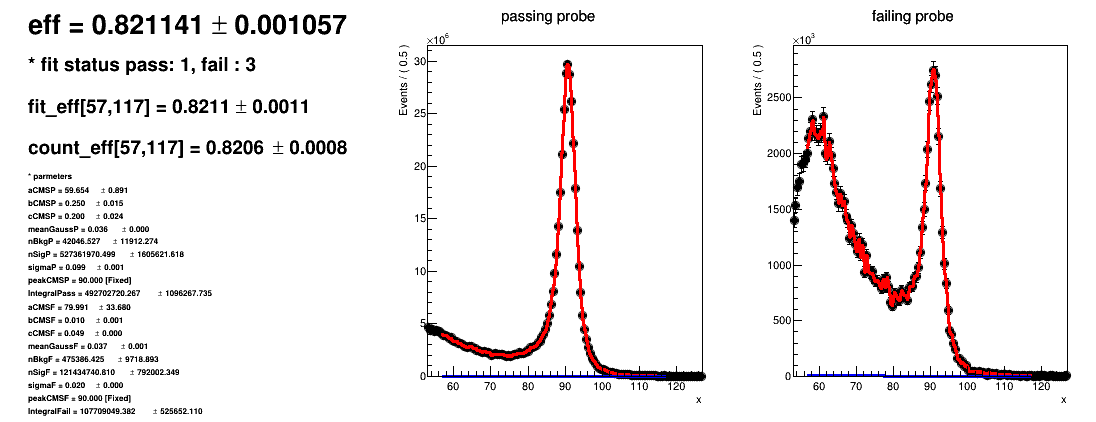 eff = 0.821141 ± 0.001057
* fit status pass: 1, fail : 3
fit_eff[57,117] = 0.8211 ± 0.0011
count_eff[57,117] = 0.8206 ± 0.0008
* parmeters
aCMSP = 59.654 ± 0.891
bCMSP = 0.250 ± 0.015
cCMSP = 0.200 ± 0.024
meanGaussP = 0.036 ± 0.000
nBkgP = 42046.527 ± 11912.274
nSigP = 527361970.499 ± 1605621.618
sigmaP = 0.099 ± 0.001
peakCMSP = 90.000 [Fixed]
IntegralPass = 492702720.267 ± 1096267.735
aCMSF = 79.991 ± 33.680
bCMSF = 0.010 ± 0.001
cCMSF = 0.049 ± 0.000
meanGaussF = 0.037 ± 0.001
nBkgF = 475386.425 ± 9718.893
nSigF = 121434740.810 ± 792002.349
sigmaF = 0.020 ± 0.000
peakCMSF = 90.000 [Fixed]
IntegralFail = 107709049.382 ± 525652.110
passing probe
×10⁶
Events / ( 0.5 )
30
25
20
15
10
5
0
60 70 80 90 100 110 120
x
failing probe
×10³
Events / ( 0.5 )
2500
2000
1500
1000
500
0
60 70 80 90 100 110 120
x